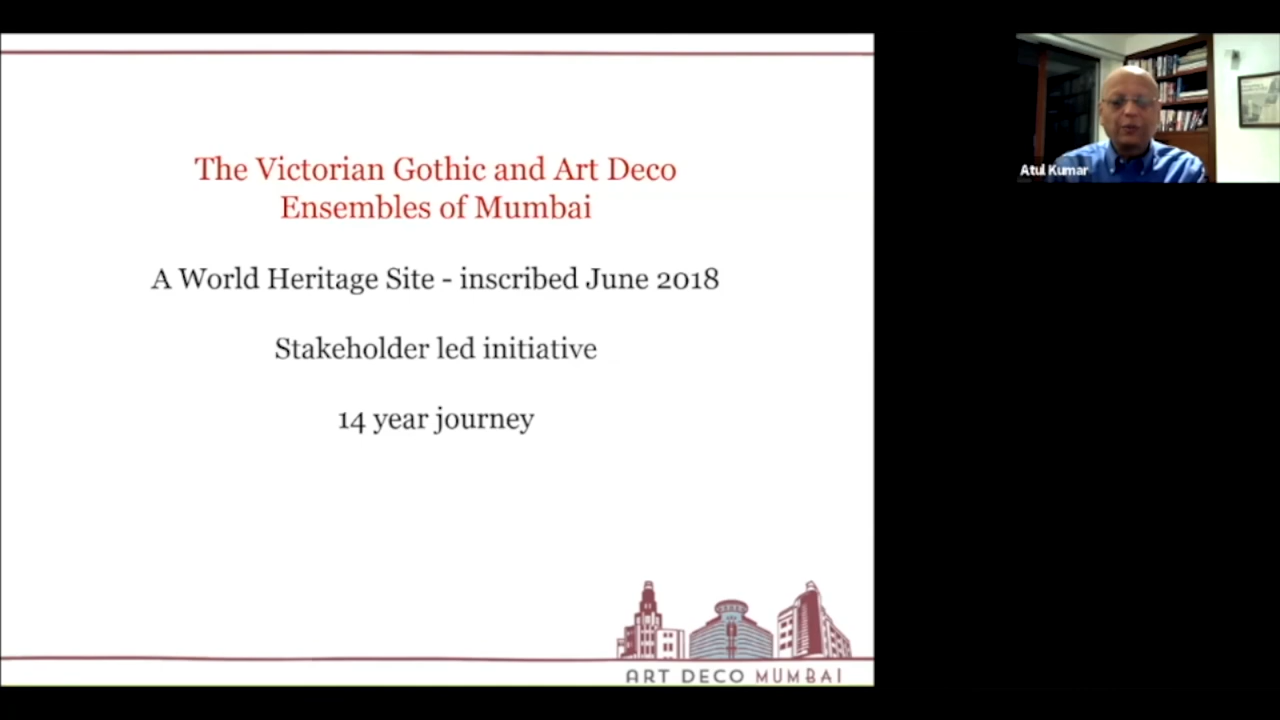 The Victorian Gothic and Art Deco
Ensembles of Mumbai
A World Heritage Site - inscribed June 2018
Stakeholder led initiative
14 year journey
ART DECO MUMBAI
Atul Kumar